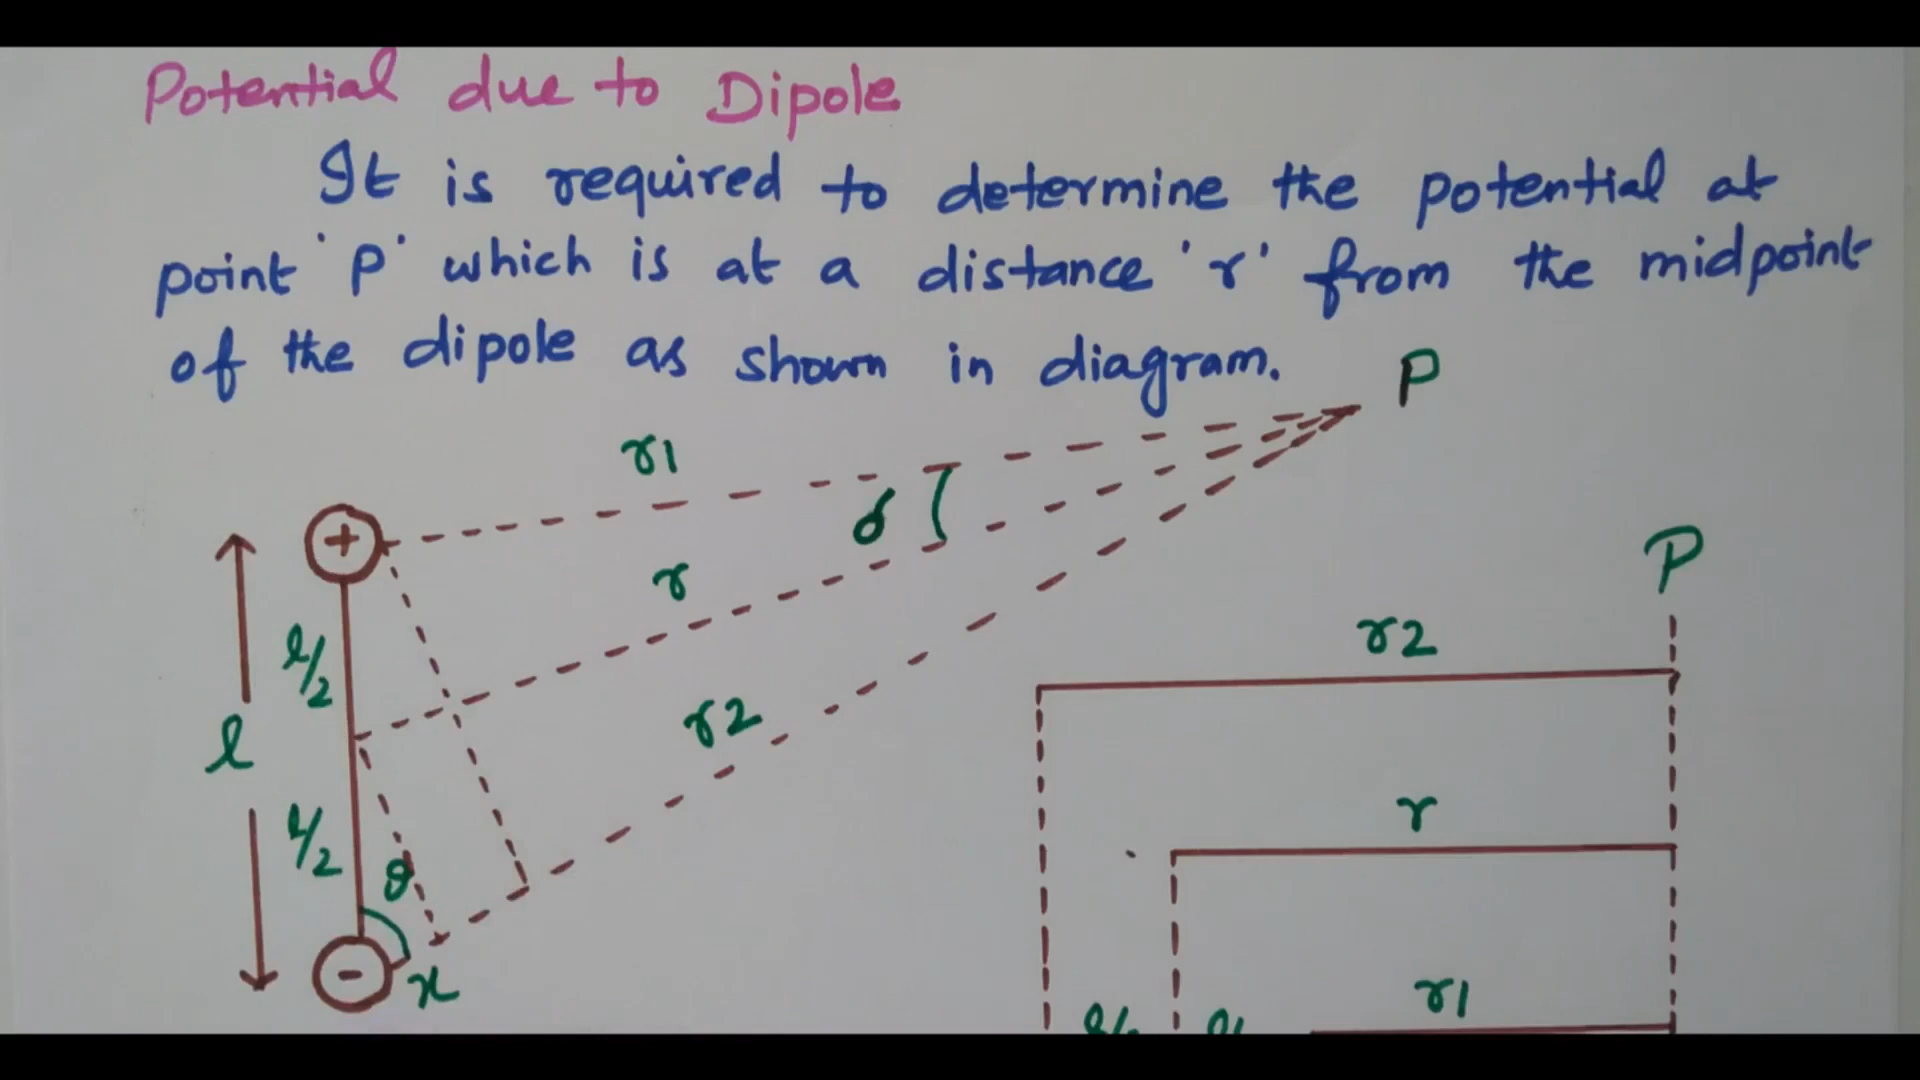 Potential due to Dipole
It is required to determine the potential at
point 'P' which is at a distance 'r' from the midpoint
of the dipole as shown in diagram.
P
r1
δ
+
r
P
l/2
r2
r2
l
r
l/2
θ
-
x
r1